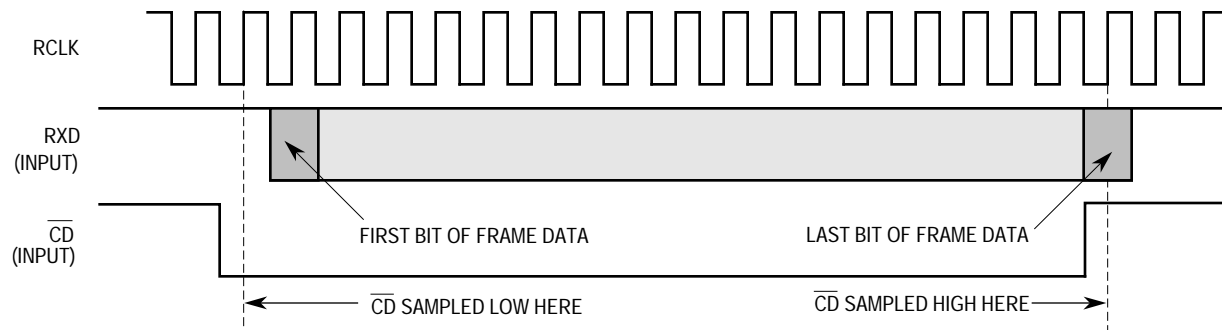 RCLK
RXD
(INPUT)
CD
(INPUT)
FIRST BIT OF FRAME DATA
LAST BIT OF FRAME DATA
CD SAMPLED LOW HERE
CD SAMPLED HIGH HERE